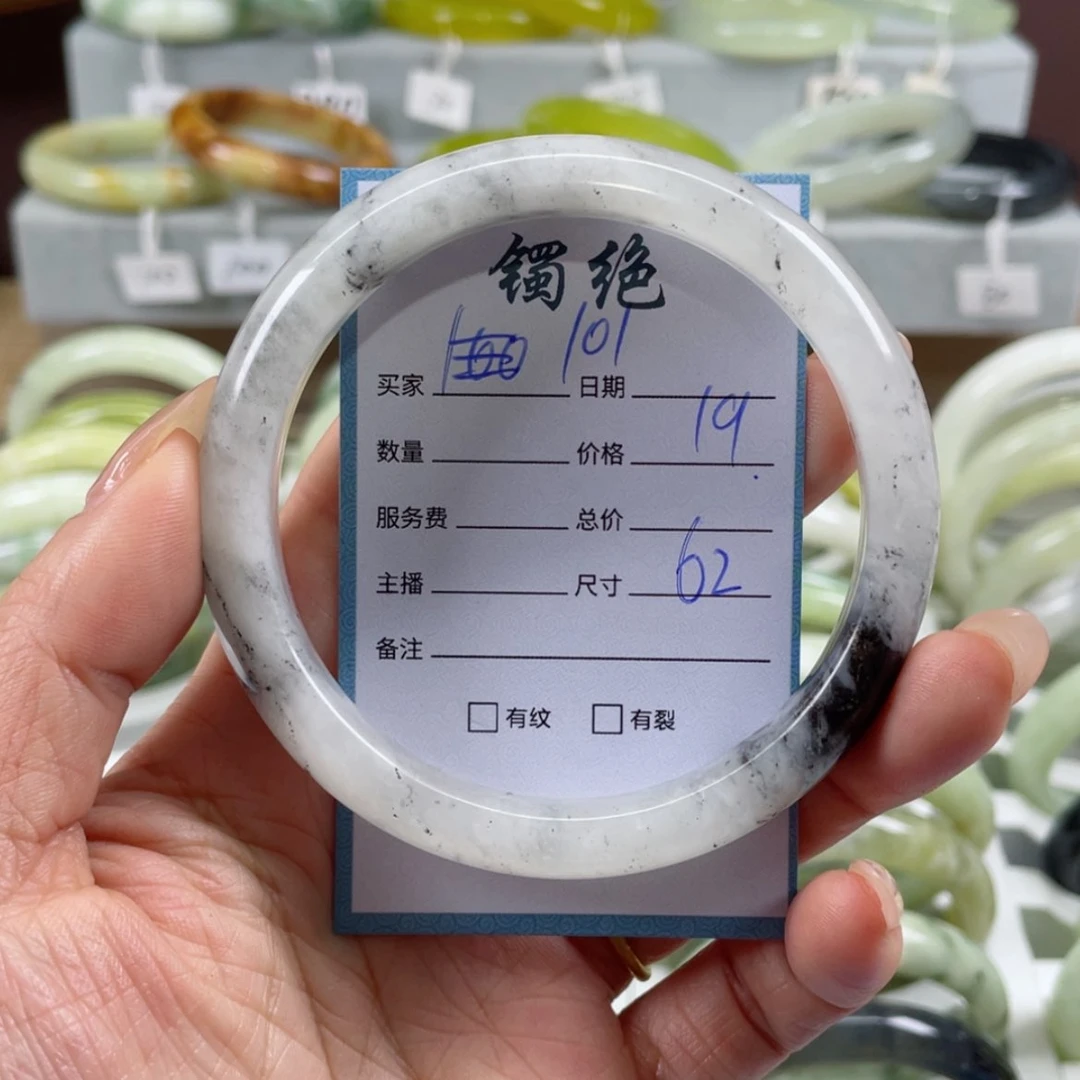 镯绝
101
买家 日期
19
数量 价格
服务费 总价
62
主播 尺寸
备注
□有纹 □有裂